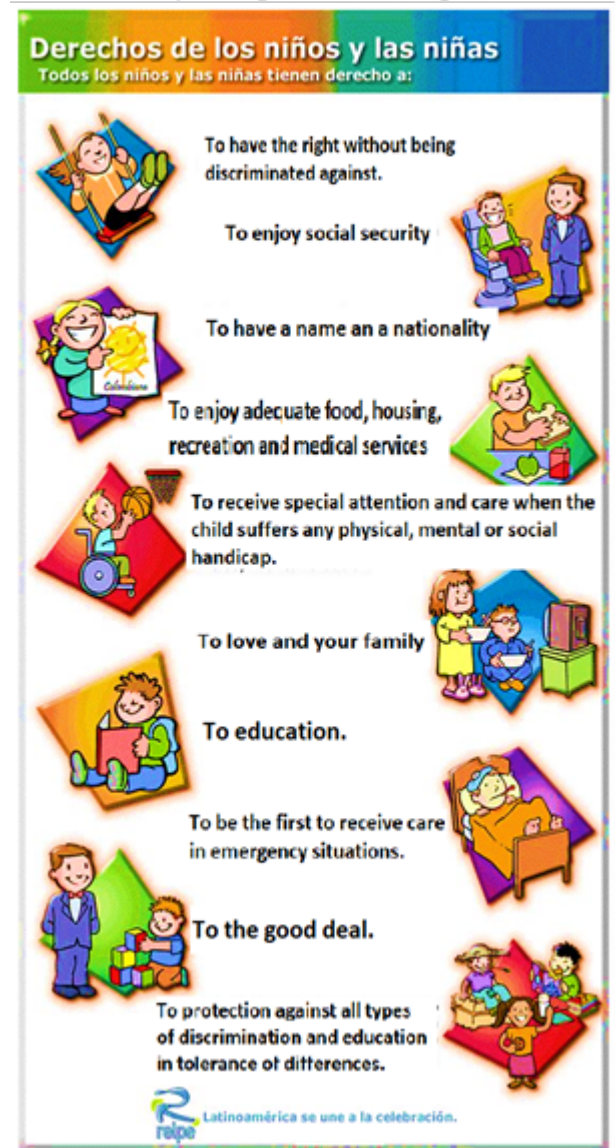 Derechos de los niños y las niñas
Todos los niños y las niñas tienen derecho a:
To have the right without being
discriminated against.
To enjoy social security
To have a name an a nationality
Colombiana
To enjoy adequate food, housing,
recreation and medical services
To receive special attention and care when the
child suffers any physical, mental or social
handicap.
To love and your family
To education.
To be the first to receive care
in emergency situations.
To the good deal.
To protection against all types
of discrimination and education
in tolerance of differences.
relpe
Latinoamérica se une a la celebración.